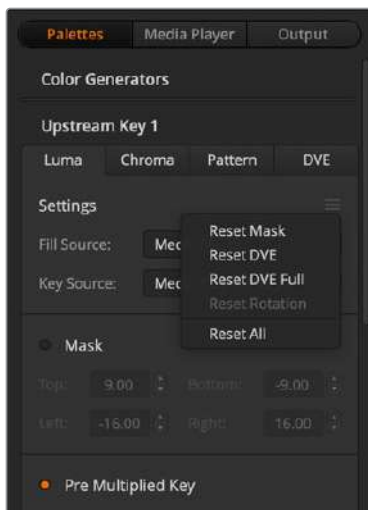 Palettes Media Player Output
Color Generators
Upstream Key 1
Luma Chroma Pattern DVE
Settings
Reset Mask
Fill Source: Med
Reset DVE
Reset DVE Full
Key Source: Med
Reset Rotation
Reset All
Mask
Top: 9.00 Bottom: -9.00
Left: -16.00 Right: 16.00
Pre Multiplied Key